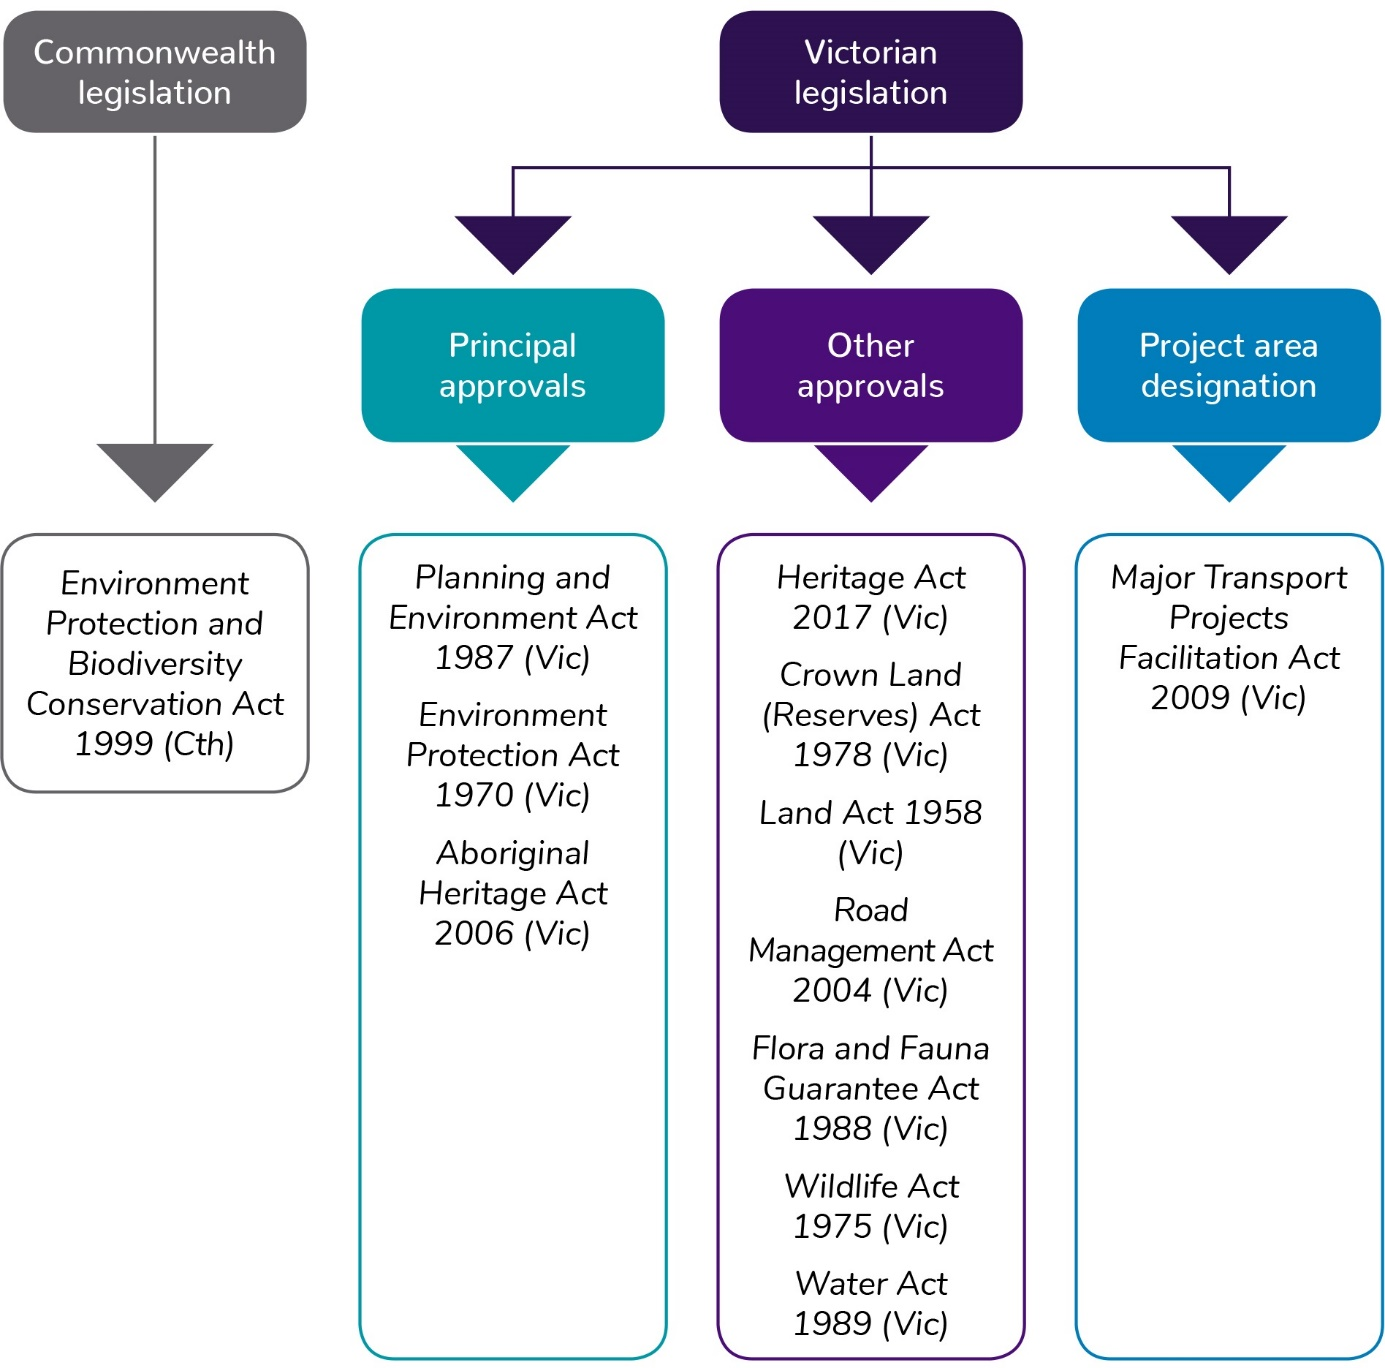 Commonwealth
legislation
Victorian
legislation
Principal
approvals
Other
approvals
Project area
designation
Environment
Protection and
Biodiversity
Conservation Act
1999 (Cth)
Planning and
Environment Act
1987 (Vic)
Environment
Protection Act
1970 (Vic)
Aboriginal
Heritage Act
2006 (Vic)
Heritage Act
2017 (Vic)
Crown Land
(Reserves) Act
1978 (Vic)
Land Act 1958
(Vic)
Road
Management Act
2004 (Vic)
Flora and Fauna
Guarantee Act
1988 (Vic)
Wildlife Act
1975 (Vic)
Water Act
1989 (Vic)
Major Transport
Projects
Facilitation Act
2009 (Vic)